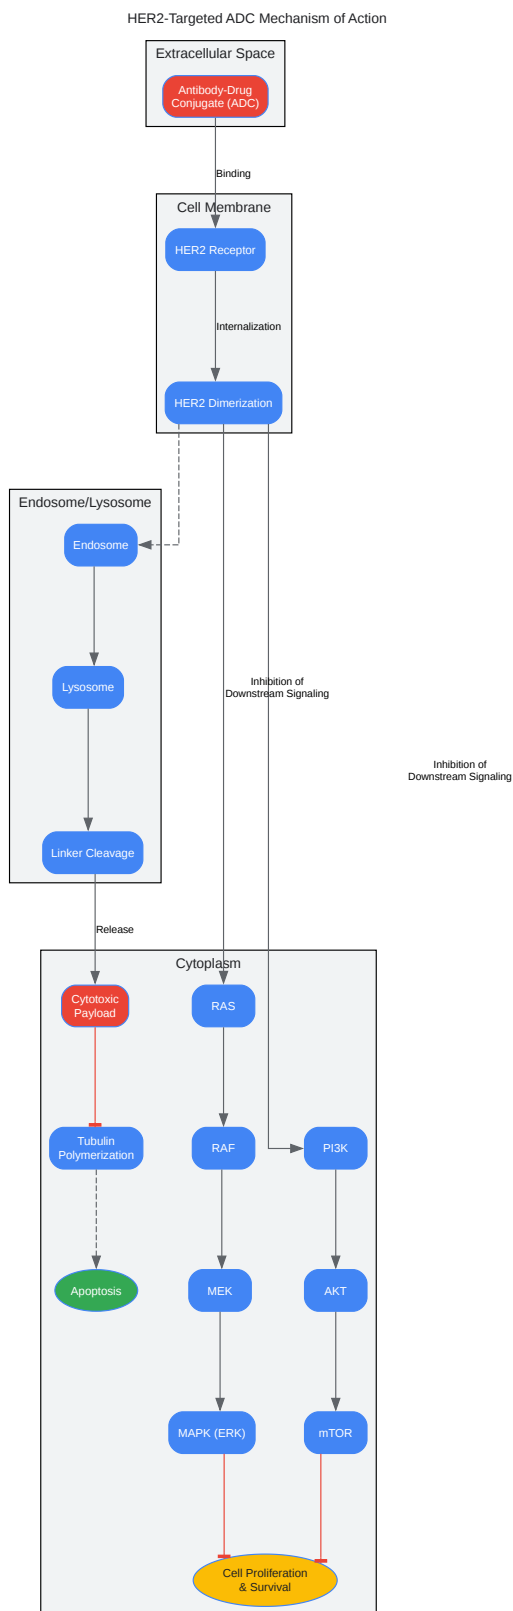 HER2-Targeted ADC Mechanism of Action
Extracellular Space
Antibody-Drug
Conjugate (ADC)
Binding
Cell Membrane
HER2 Receptor
Internalization
HER2 Dimerization
Endosome/Lysosome
Endosome
Lysosome
Inhibition of
Downstream Signaling
Inhibition of
Downstream Signaling
Linker Cleavage
Release
Cytoplasm
Cytotoxic
Payload
RAS
Tubulin
Polymerization
RAF
PI3K
Apoptosis
MEK
AKT
MAPK (ERK)
mTOR
Cell Proliferation
& Survival